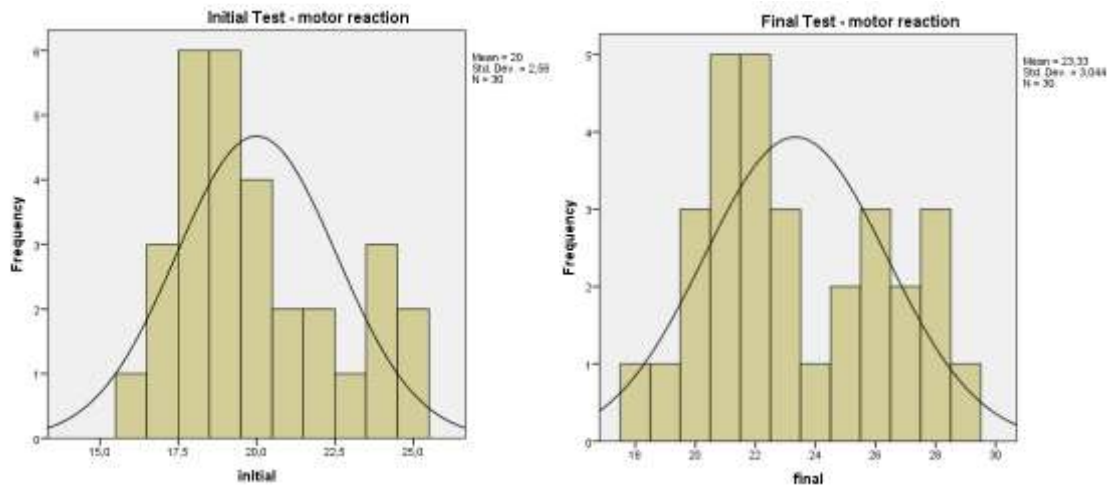 Initial Test - motor reaction
6
5
4
3
2
1
0
Frequency
15,0 17,5 20,0 22,5 25,0
initial
Mean = 20
Std. Dev. = 2,56
N = 30
Final Test - motor reaction
5
4
3
2
1
0
Frequency
18 20 22 24 26 28 30
final
Mean = 23,33
Std. Dev. = 3,044
N = 30